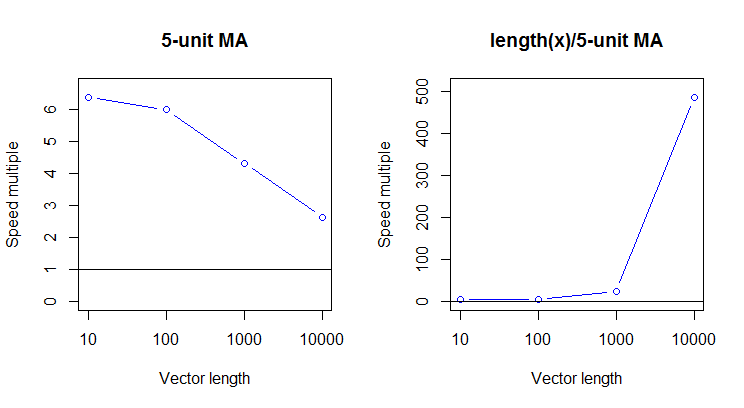 5-unit MA
Speed multiple
6
5
4
3
2
1
0
10 100 1000 10000
Vector length
length(x)/5-unit MA
Speed multiple
500
400
300
200
100
0
10 100 1000 10000
Vector length